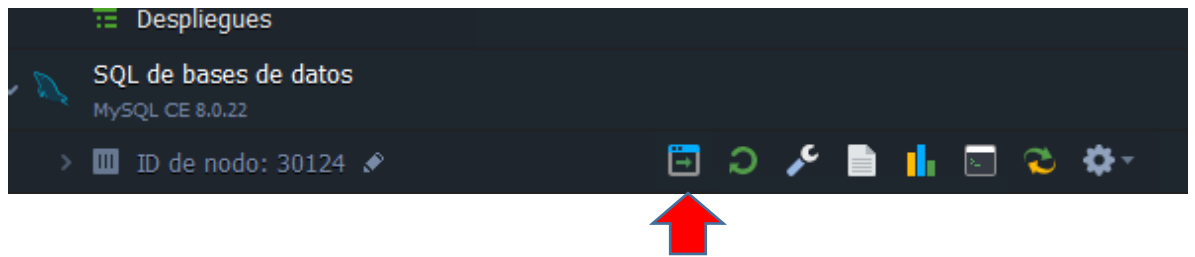 Despliegues
SQL de bases de datos
MySQL CE 8.0.22
ID de nodo: 30124